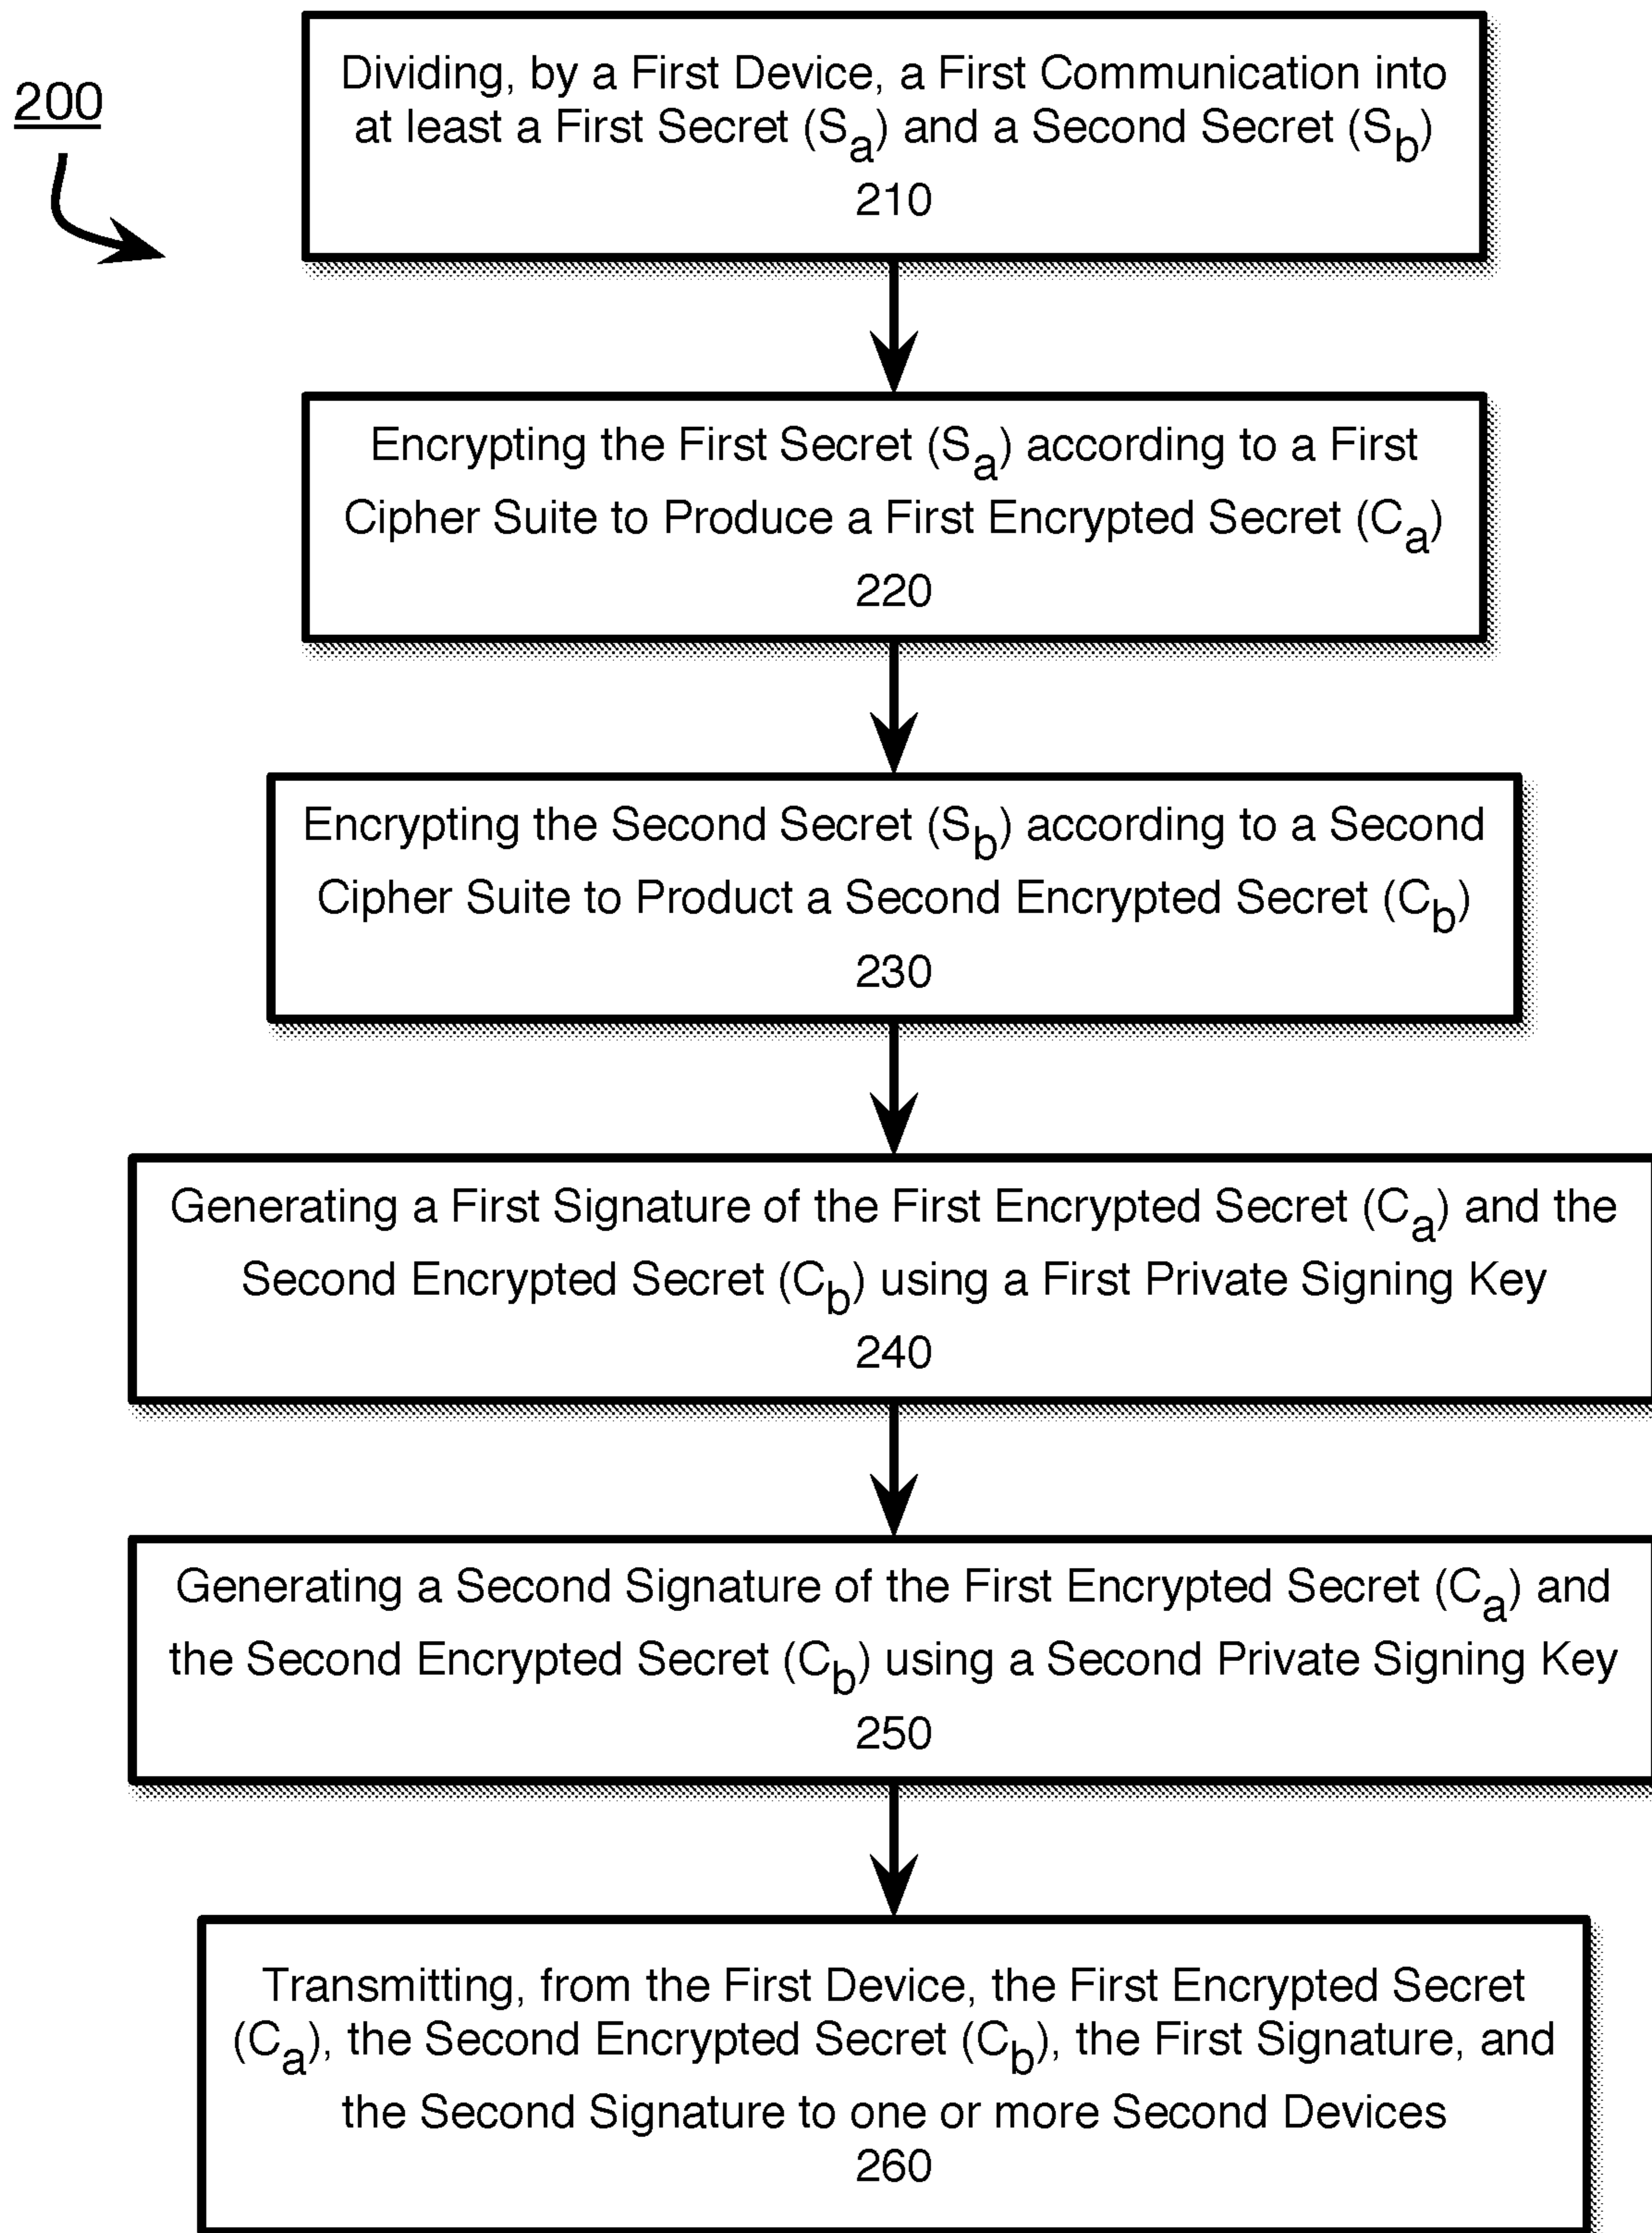 200
Dividing, by a First Device, a First Communication into
at least a First Secret (Sa) and a Second Secret (Sb)
210
Encrypting the First Secret (Sa) according to a First
Cipher Suite to Produce a First Encrypted Secret (Ca)
220
Encrypting the Second Secret (Sb) according to a Second
Cipher Suite to Product a Second Encrypted Secret (Cb)
230
Generating a First Signature of the First Encrypted Secret (Ca) and the
Second Encrypted Secret (Cb) using a First Private Signing Key
240
Generating a Second Signature of the First Encrypted Secret (Ca) and
the Second Encrypted Secret (Cb) using a Second Private Signing Key
250
Transmitting, from the First Device, the First Encrypted Secret
(Ca), the Second Encrypted Secret (Cb), the First Signature, and
the Second Signature to one or more Second Devices
260